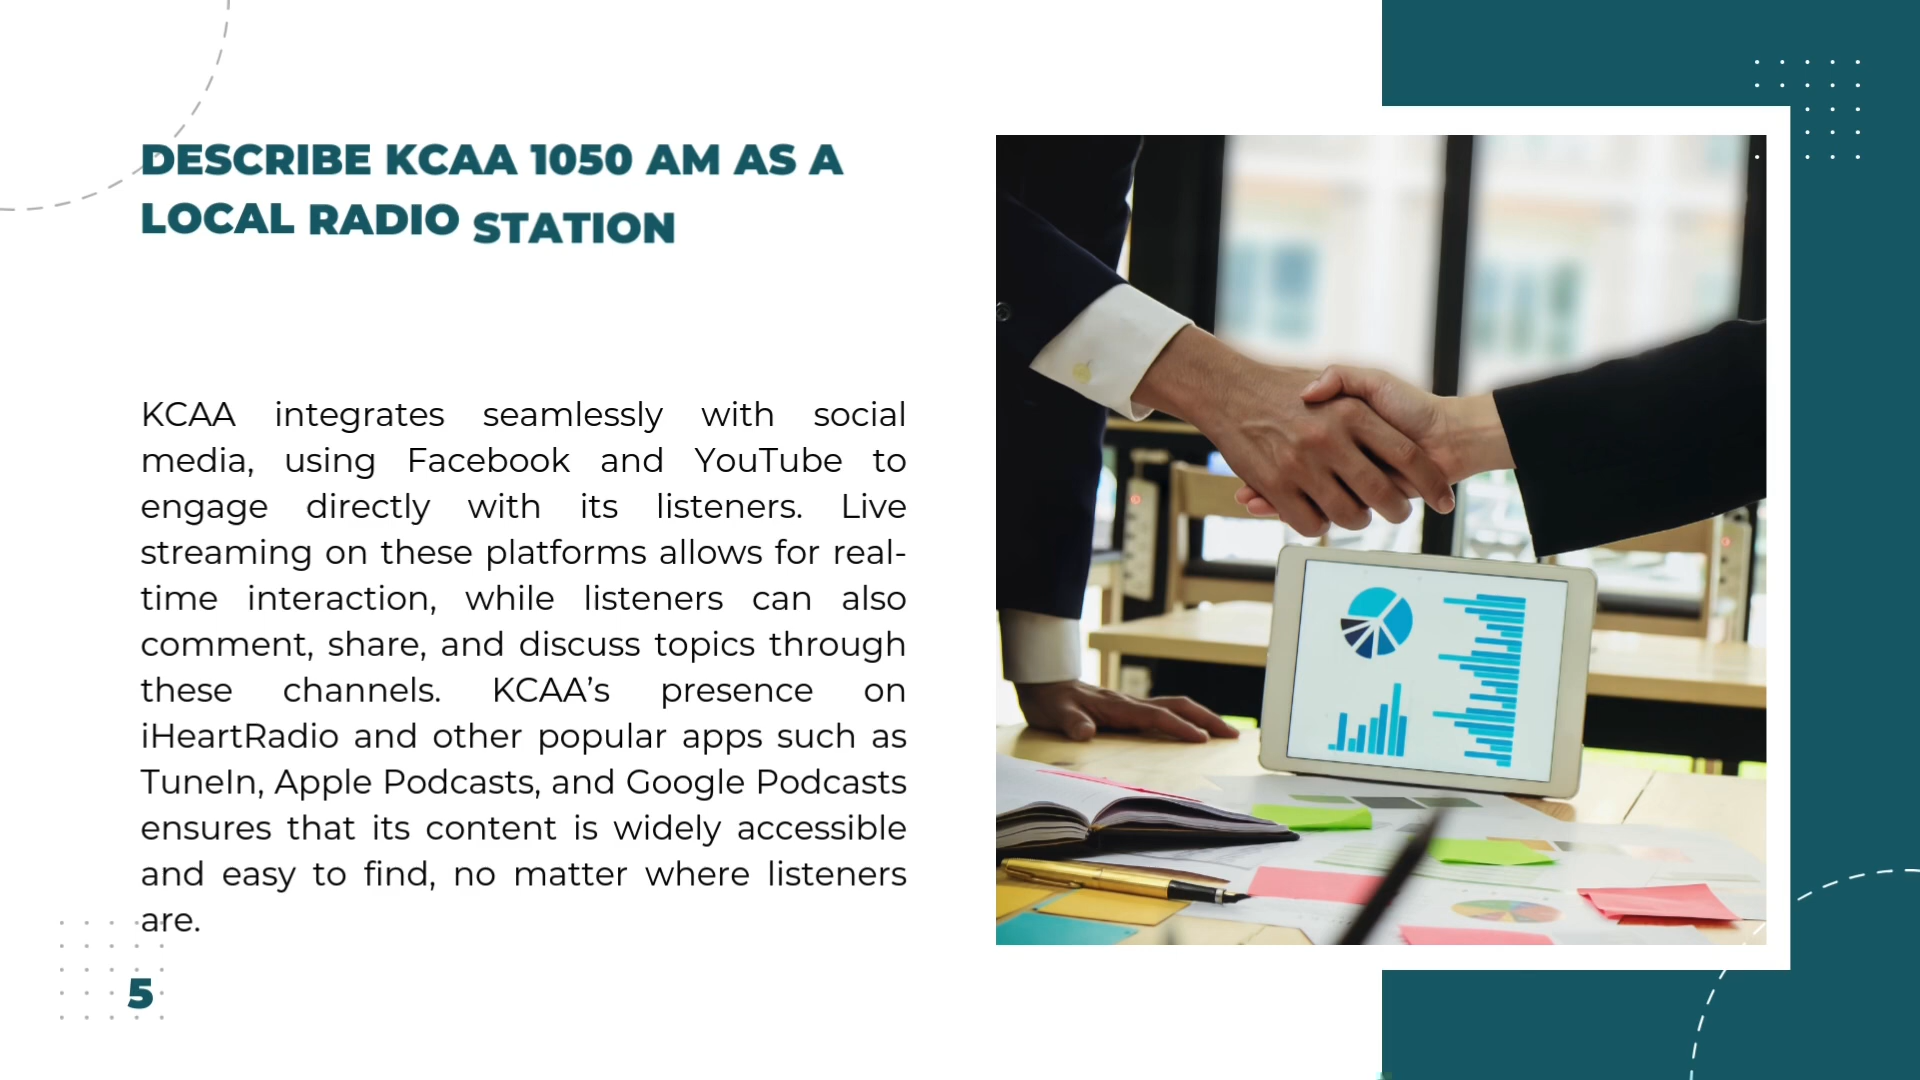 DESCRIBE KCAA 1050 AM AS A
LOCAL RADIO STATION
KCAA integrates seamlessly with social
media, using Facebook and YouTube to
engage directly with its listeners. Live
streaming on these platforms allows for real-
time interaction, while listeners can also
comment, share, and discuss topics through
these channels. KCAA’s presence on
iHeartRadio and other popular apps such as
TuneIn, Apple Podcasts, and Google Podcasts
ensures that its content is widely accessible
and easy to find, no matter where listeners
are.
5